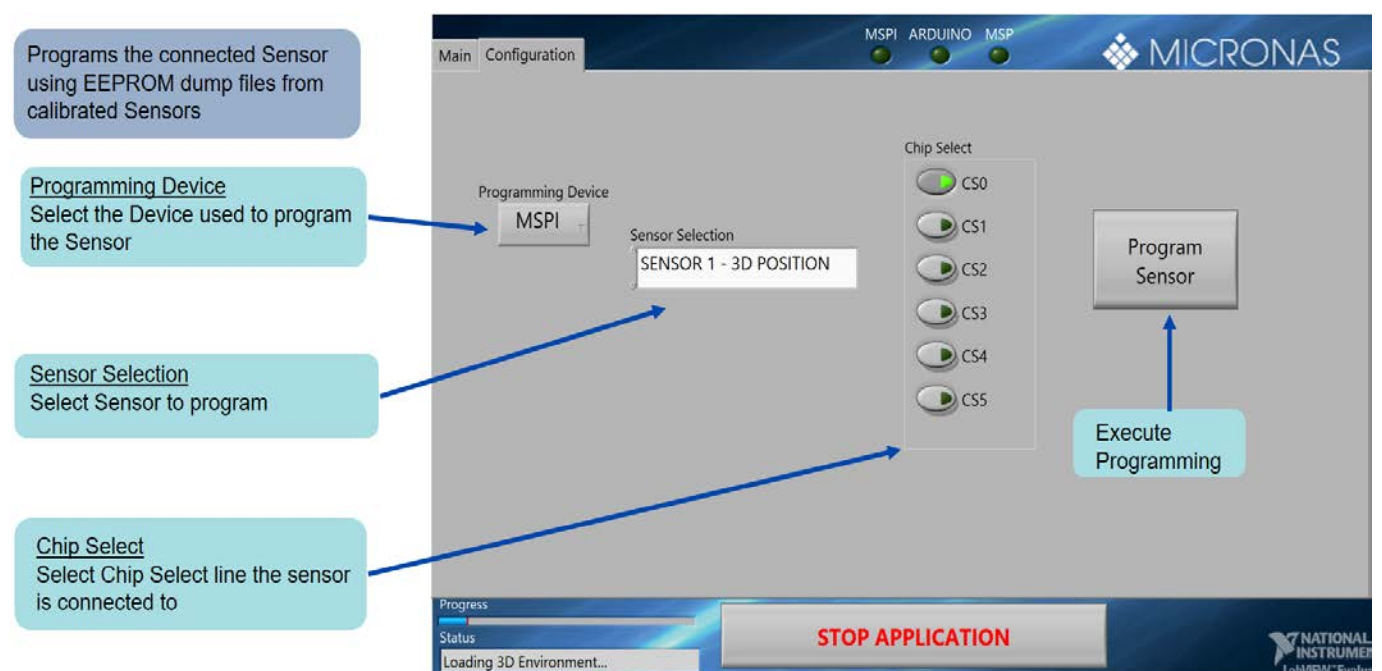 Programs the connected Sensor
using EEPROM dump files from
calibrated Sensors
Programming Device
Select the Device used to program
the Sensor
Sensor Selection
Select Sensor to program
Chip Select
Select Chip Select line the sensor
is connected to
Main Configuration
MSPI ARDUINO MSP
MICRONAS
Programming Device
MSPI
Sensor Selection
SENSOR 1 - 3D POSITION
Chip Select
CS0
CS1
CS2
CS3
CS4
CS5
Program
Sensor
Execute
Programming
Progress
Status
Loading 3D Environment...
STOP APPLICATION
NATIONAL